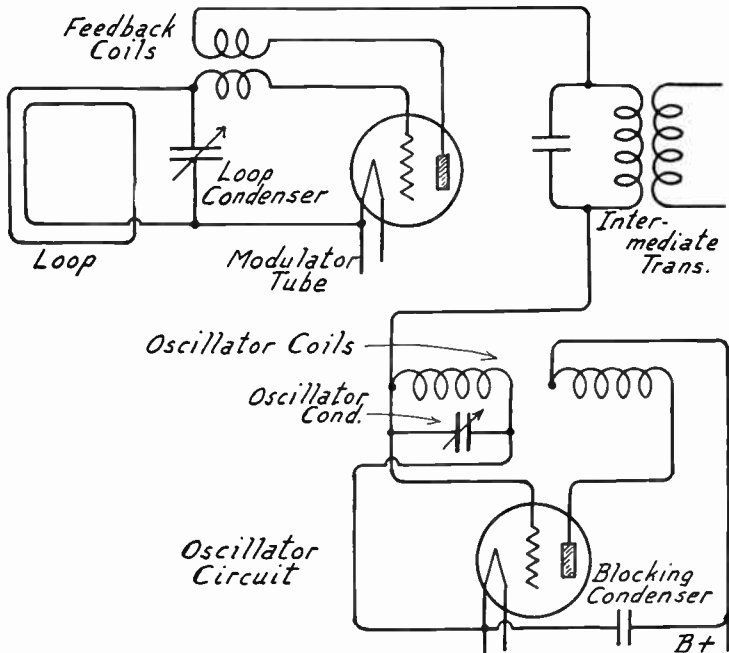 Feedback
Coils
Loop
Condenser
Loop
Modulator
Tube
Inter-
mediate
Trans.
Oscillator Coils
Oscillator
Cond.
Oscillator
Circuit
Blocking
Condenser
B+